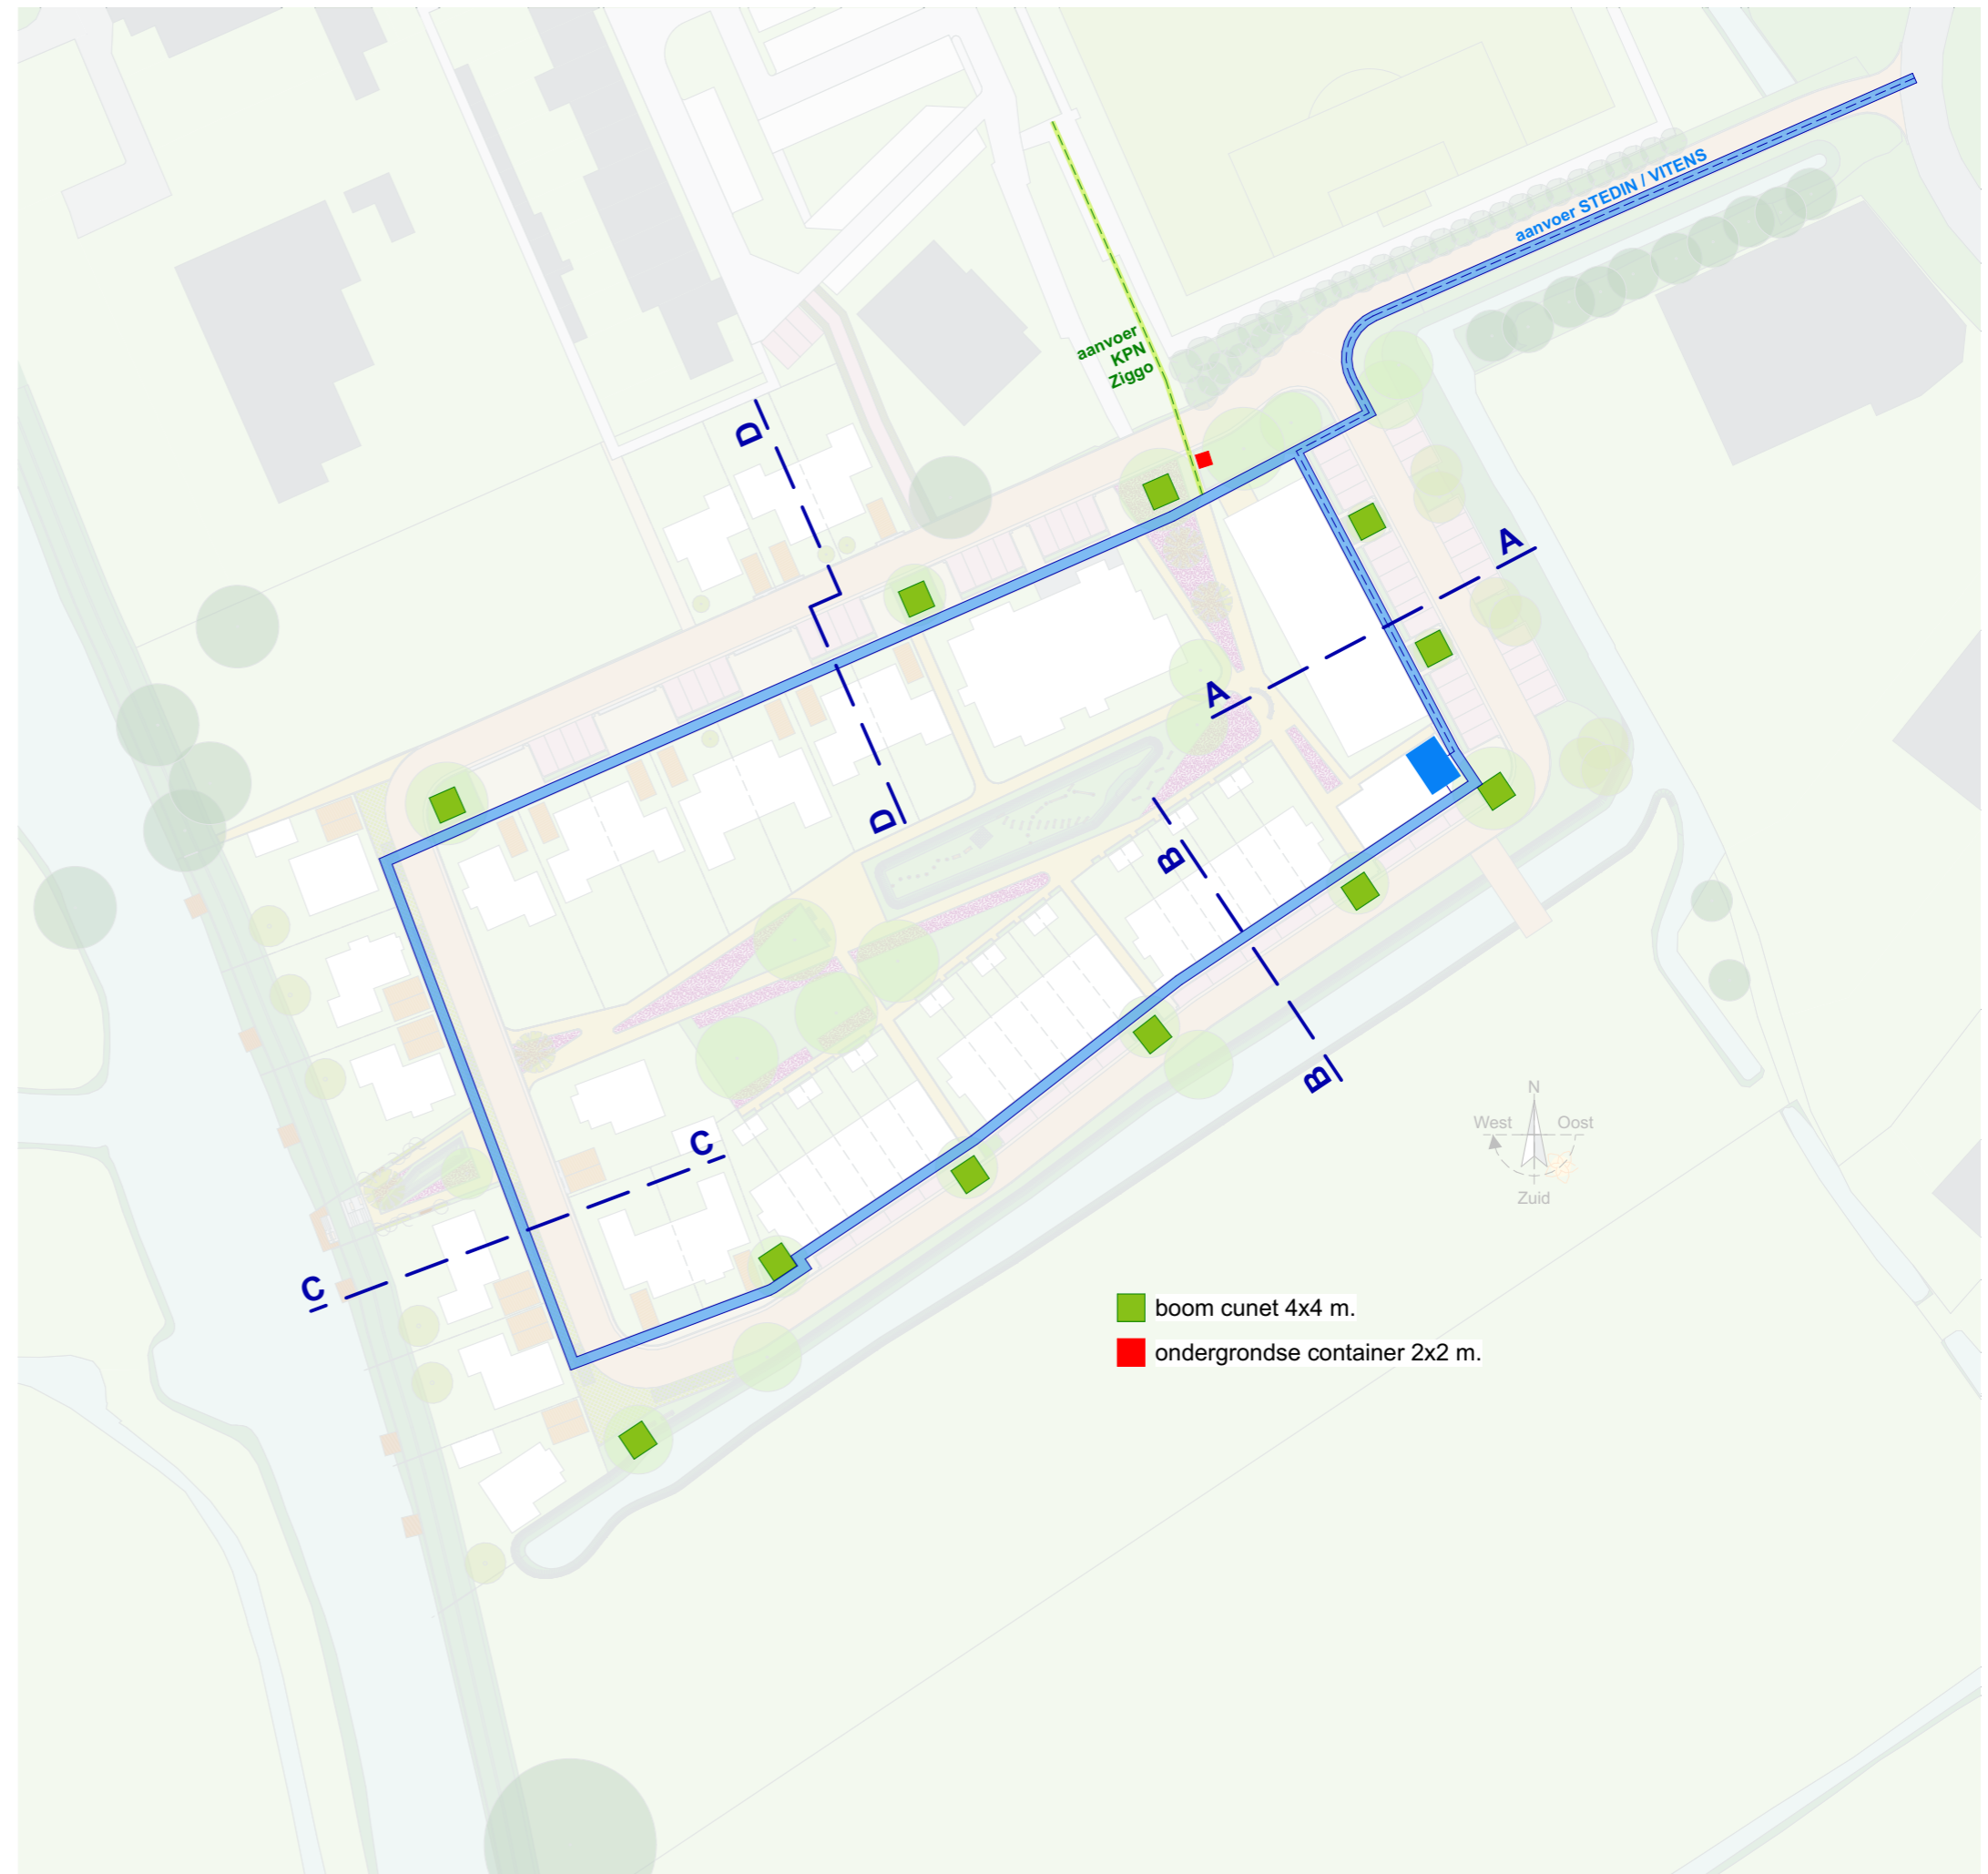 aanvoer STEDIN / VITENS
aanvoer
KPN
Ziggo
D
A
A
D
B
C
B
C
N
West
Oost
Zuid
boom cunet 4x4 m.
ondergrondse container 2x2 m.